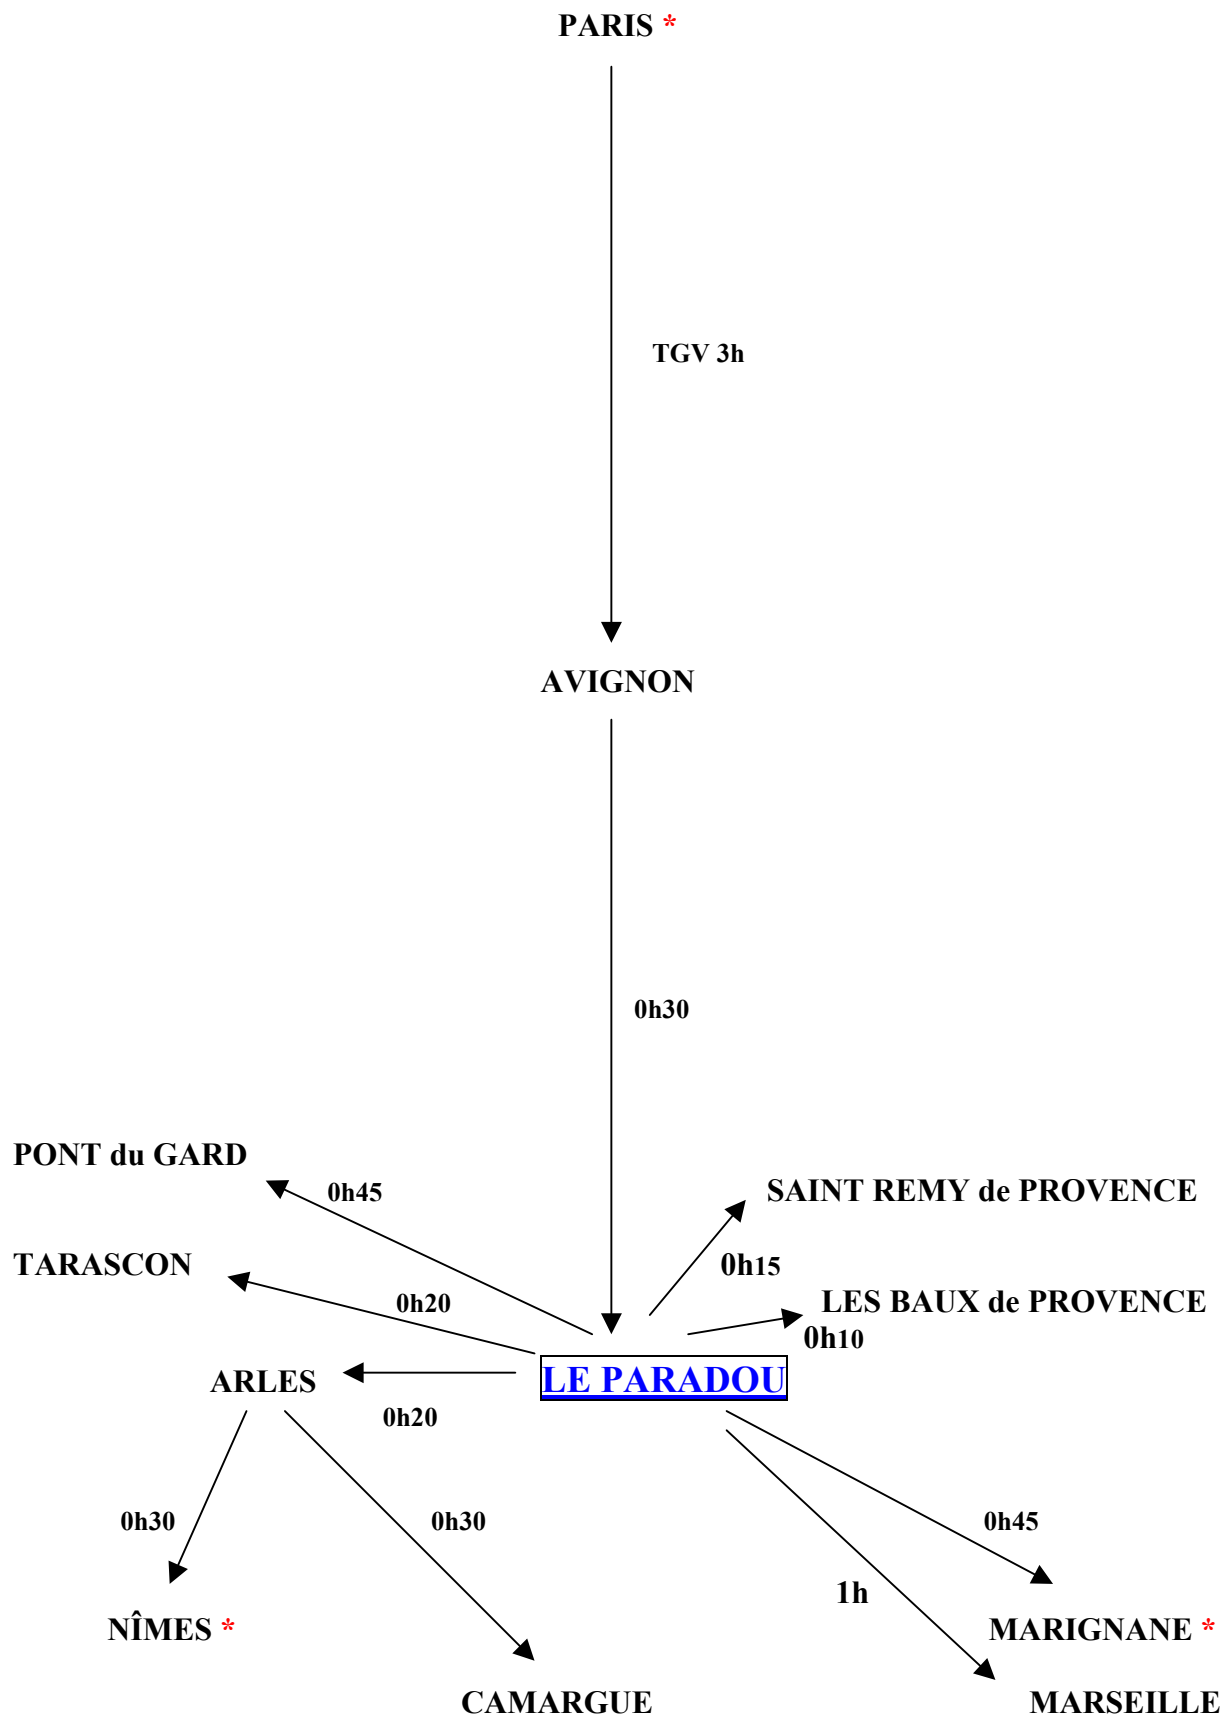 PARIS *
TGV 3h
AVIGNON
0h30
PONT du GARD
0h45
SAINT REMY de PROVENCE
TARASCON
0h15
0h20
LES BAUX de PROVENCE
0h10
ARLES
LE PARADOU
0h20
0h30
0h30
0h45
1h
NÎMES *
MARIGNANE *
CAMARGUE
MARSEILLE